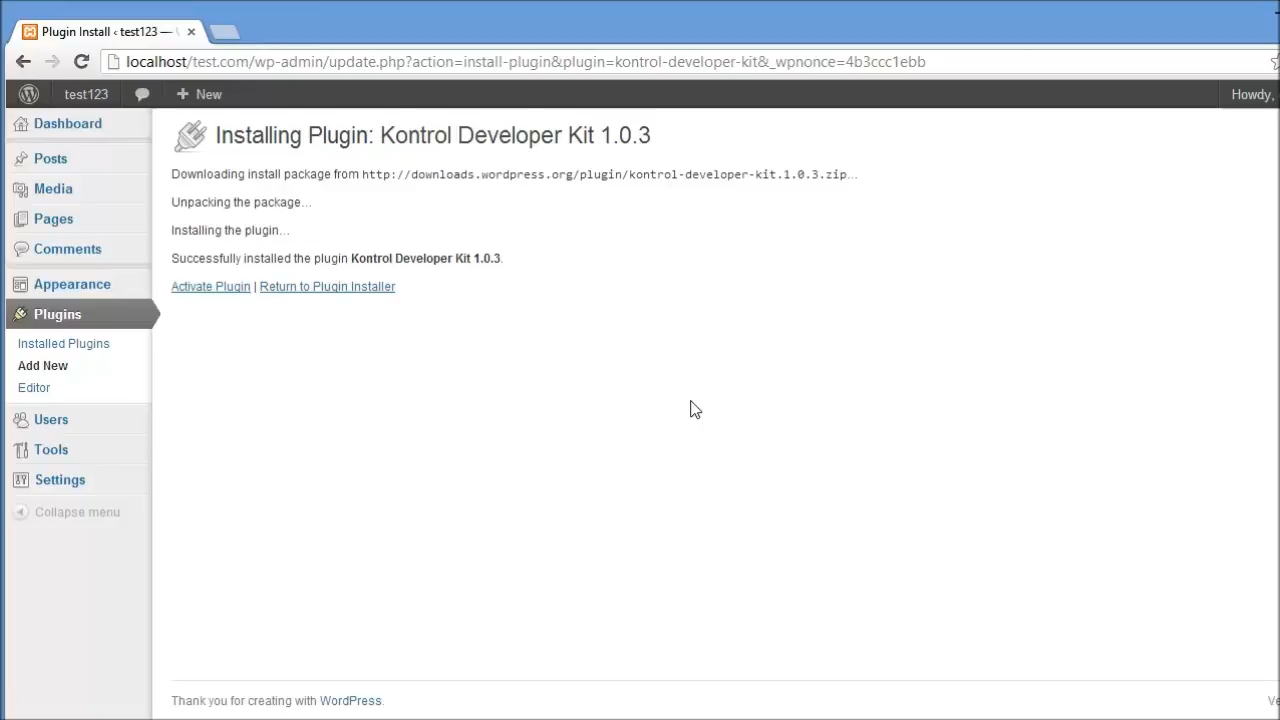 Plugin Install ‹ test123 —
localhost/test.com/wp-admin/update.php?action=install-plugin&plugin=kontrol-developer-kit&_wpnonce=4b3ccc1ebb
test123 New Howdy,
Dashboard
Posts
Media
Pages
Comments
Appearance
Plugins
Installed Plugins
Add New
Editor
Users
Tools
Settings
Collapse menu
Installing Plugin: Kontrol Developer Kit 1.0.3
Downloading install package from http://downloads.wordpress.org/plugin/kontrol-developer-kit.1.0.3.zip…
Unpacking the package…
Installing the plugin…
Successfully installed the plugin Kontrol Developer Kit 1.0.3.
Activate Plugin | Return to Plugin Installer
Thank you for creating with WordPress.